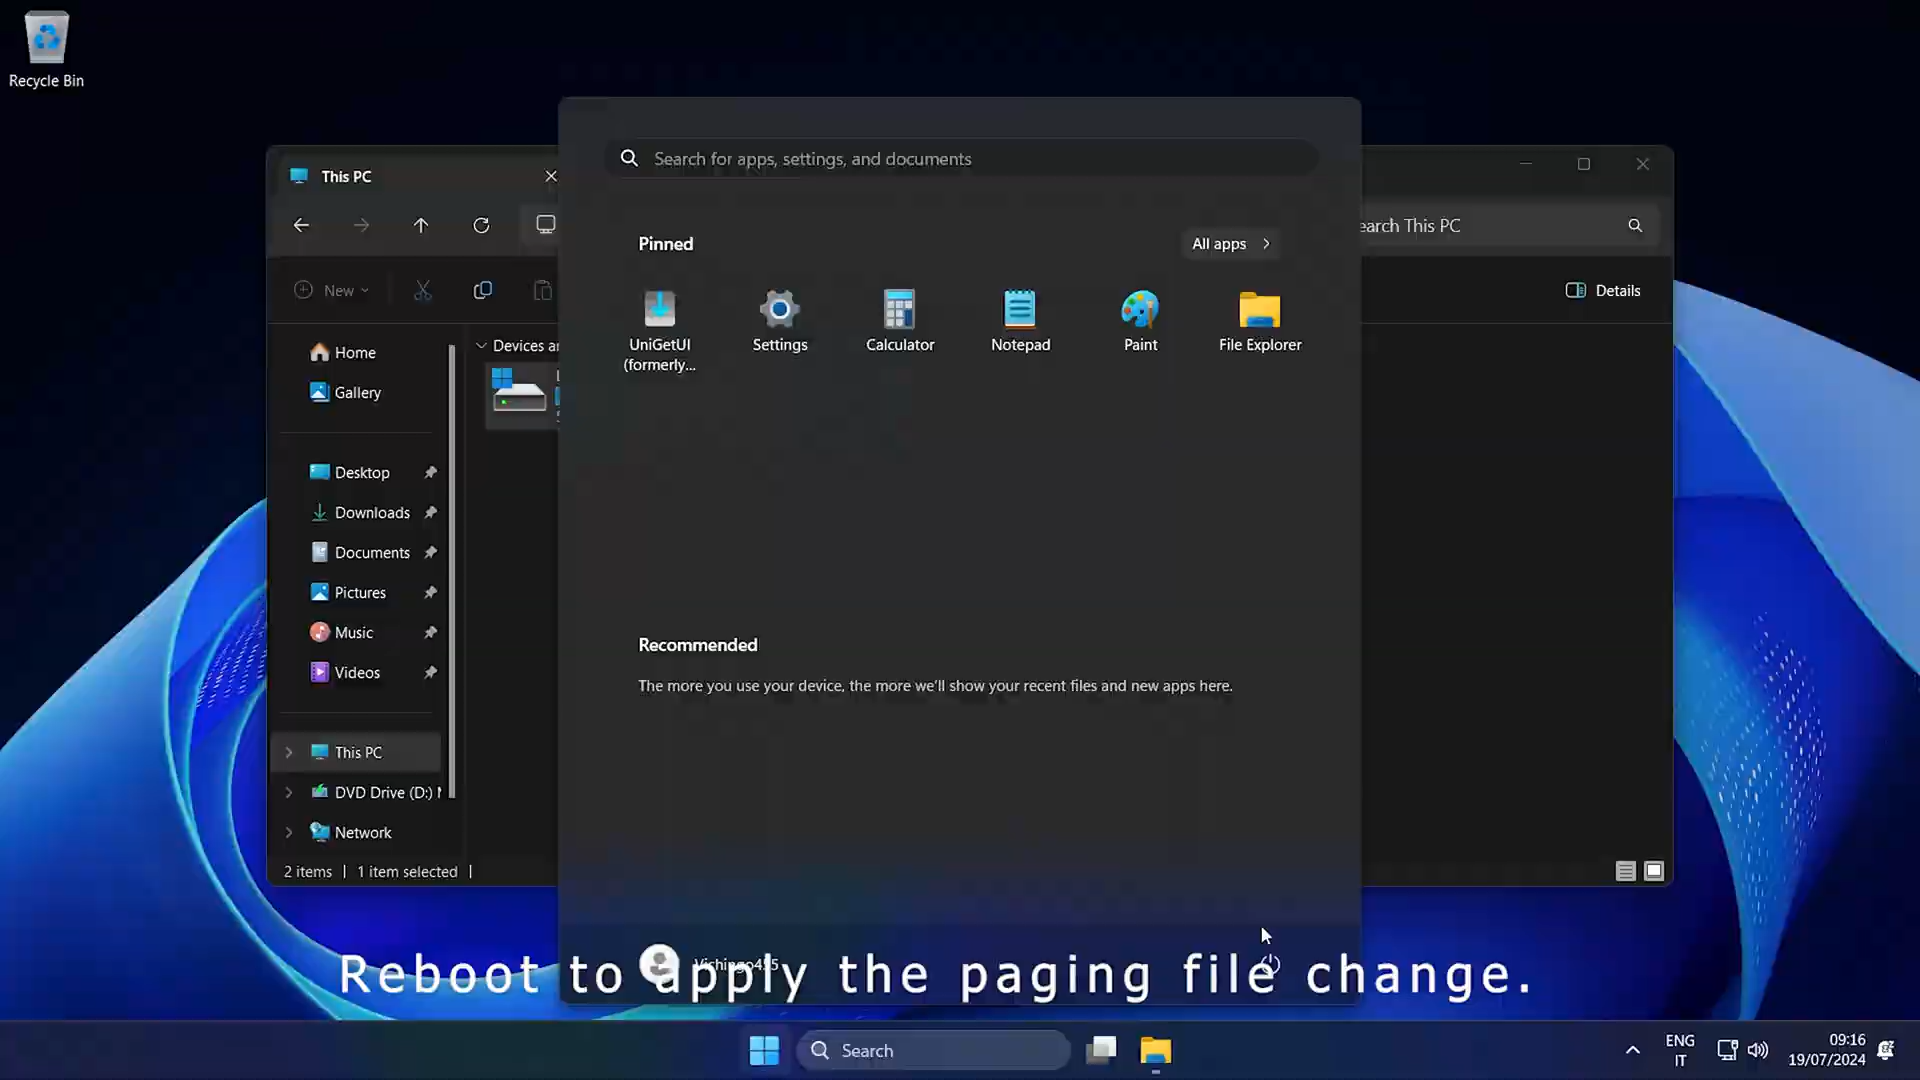 Recycle Bin
This PC
Search for apps, settings, and documents
earch This PC
Pinned
All apps
New
Details
UniGetUI
(formerly...
Settings
Calculator
Notepad
Paint
File Explorer
Home
Gallery
Devices a
Desktop
Downloads
Documents
Pictures
Music
Videos
Recommended
The more you use your device, the more we'll show your recent files and new apps here.
This PC
DVD Drive (D:)
Network
2 items | 1 item selected |
Reboot to apply the paging file change.
Search
ENG
IT
09:16
19/07/2024